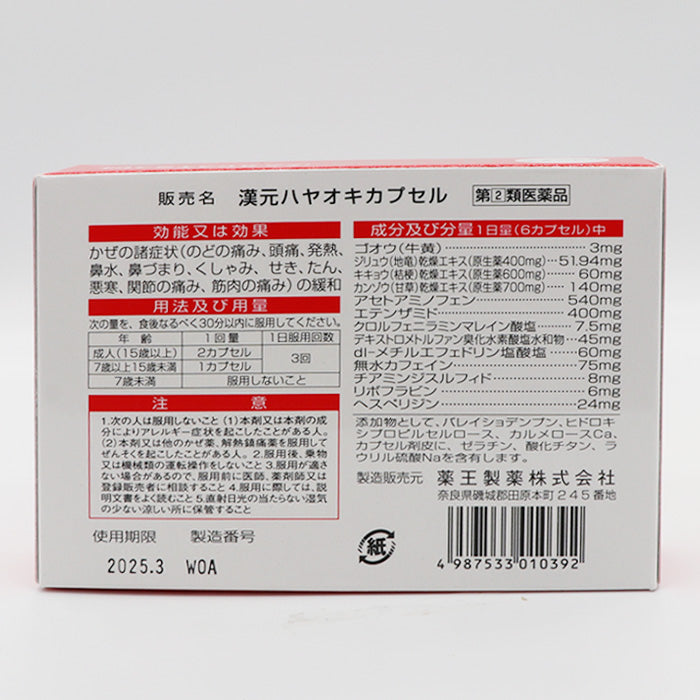 販売名 漢元ハヤオキカプセル 第②類医薬品
効能又は効果
かぜの諸症状(のどの痛み、頭痛、発熱、
鼻水、鼻づまり、くしゃみ、せき、たん、
悪寒、関節の痛み、筋肉の痛み)の緩和
用法及び用量
次の量を、食後なるべく30分以内に服用してください。
年齢 1回量 1日服用回数
成人(15歳以上) 2カプセル 3回
7歳以上15歳未満 1カプセル
7歳未満 服用しないこと
注意
1.次の人は服用しないこと (1)本剤又は本剤の成
分によりアレルギー症状を起こしたことがある人。
(2)本剤又は他のかぜ薬、解熱鎮痛薬を服用して
ぜんそくを起こしたことがある人。2.服用後、乗物
又は機械類の運転操作をしないこと 3.服用が適さ
ない場合があるので、服用前に医師、薬剤師又は
登録販売者に相談すること 4.服用に際しては、説
明文書をよく読むこと 5.直射日光の当たらない湿気
の少ない涼しい所に保管すること
使用期限 製造番号
2025.3 W0A
成分及び分量 1日量(6カプセル)中
ゴオウ(牛黄) 3mg
ジリュウ(地竜)乾燥エキス(原生薬400mg) 51.94mg
キキョウ(桔梗)乾燥エキス(原生薬600mg) 60mg
カンゾウ(甘草)乾燥エキス(原生薬700mg) 140mg
アセトアミノフェン 540mg
エテンザミド 400mg
クロルフェニラミンマレイン酸塩 7.5mg
デキストロメトルファン臭化水素酸塩水和物 45mg
dl-メチルエフェドリン塩酸塩 60mg
無水カフェイン 75mg
チアミンジスルフィド 8mg
リボフラビン 6mg
ヘスペリジン 24mg
添加物として、バレイショデンプン、ヒドロキ
シプロピルセルロース、カルメロースCa、
カプセル剤皮に、ゼラチン、酸化チタン、ラ
ウリル硫酸Naを含有します。
製造販売元 薬王製薬株式会社
奈良県磯城郡田原本町245番地
紙
4 987533 010392